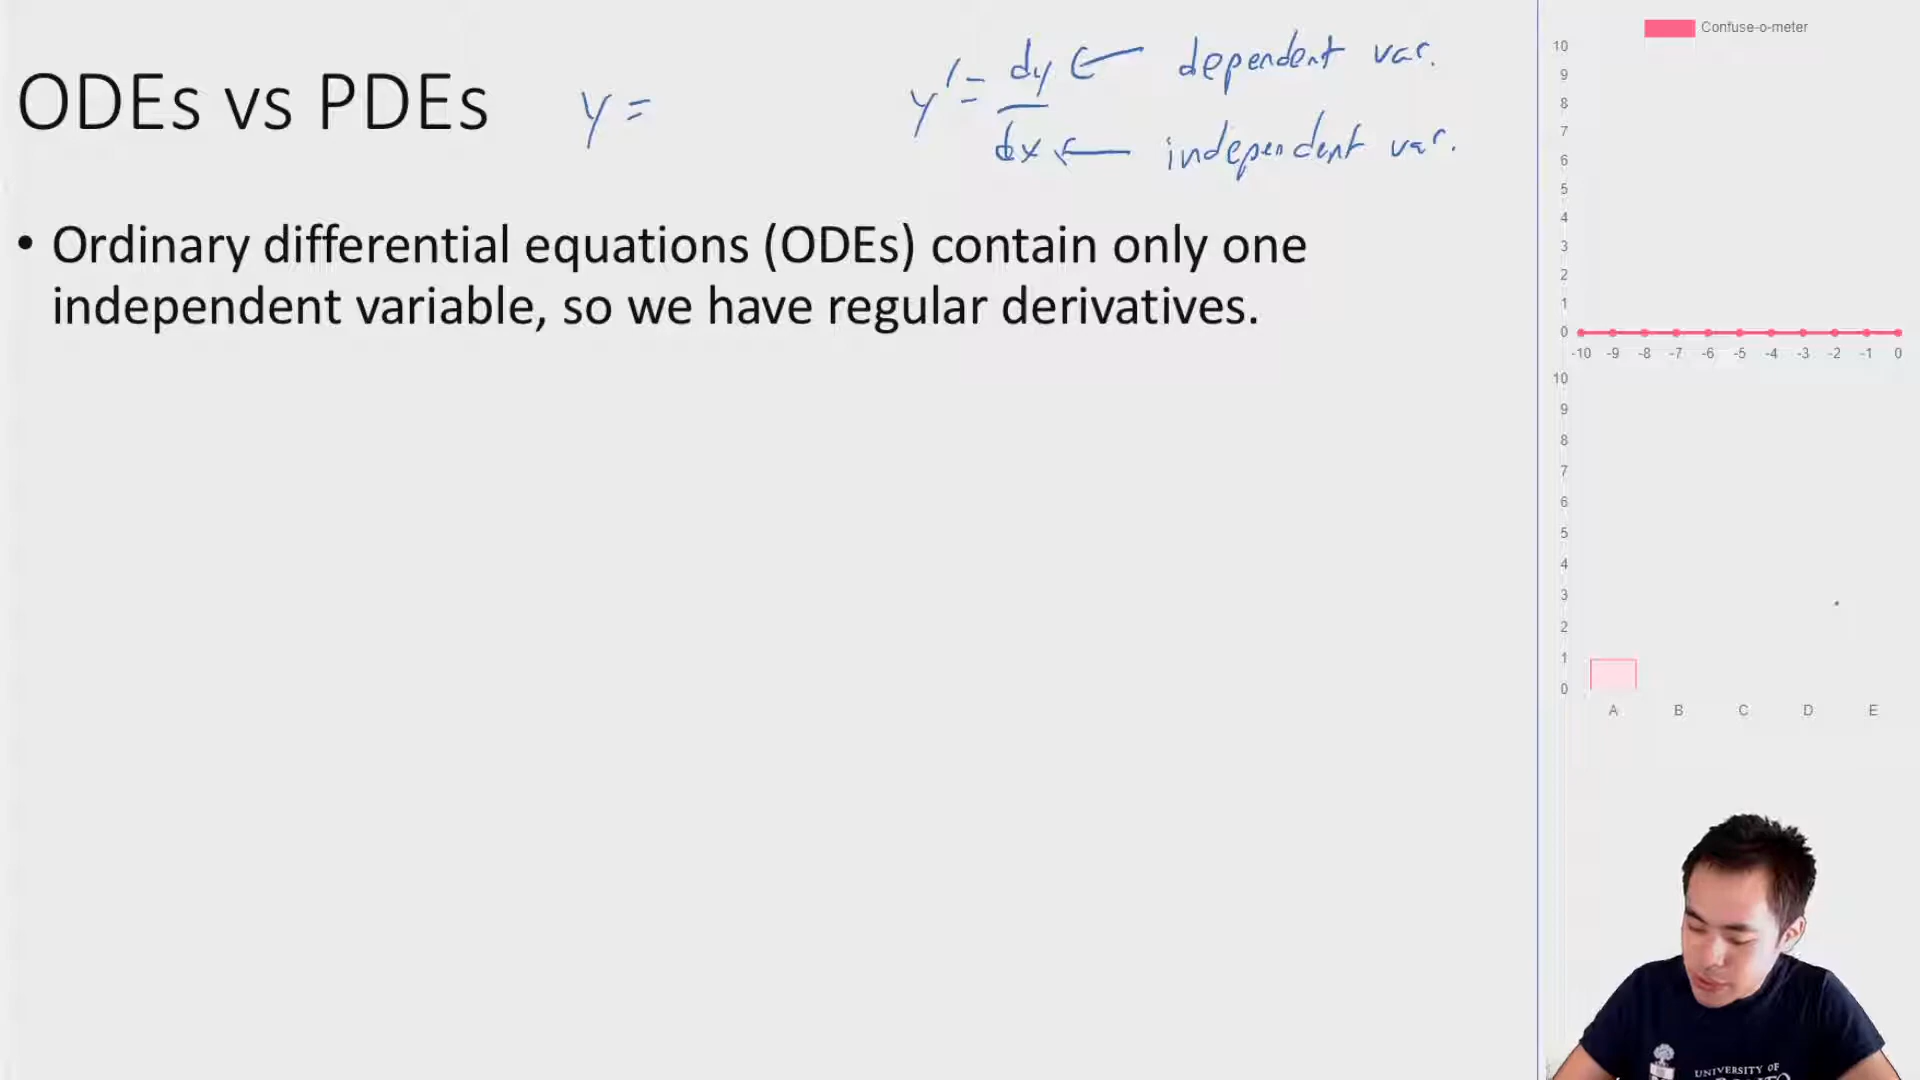 ODEs vs PDEs
y =
y' = dy/dx
← dependent var.
← independent var.
• Ordinary differential equations (ODEs) contain only one
independent variable, so we have regular derivatives.
Confuse-o-meter
10
9
8
7
6
5
4
3
2
1
0
-10 -9 -8 -7 -6 -5 -4 -3 -2 -1 0
10
9
8
7
6
5
4
3
2
1
0
A B C D E
UNIVERSITY OF